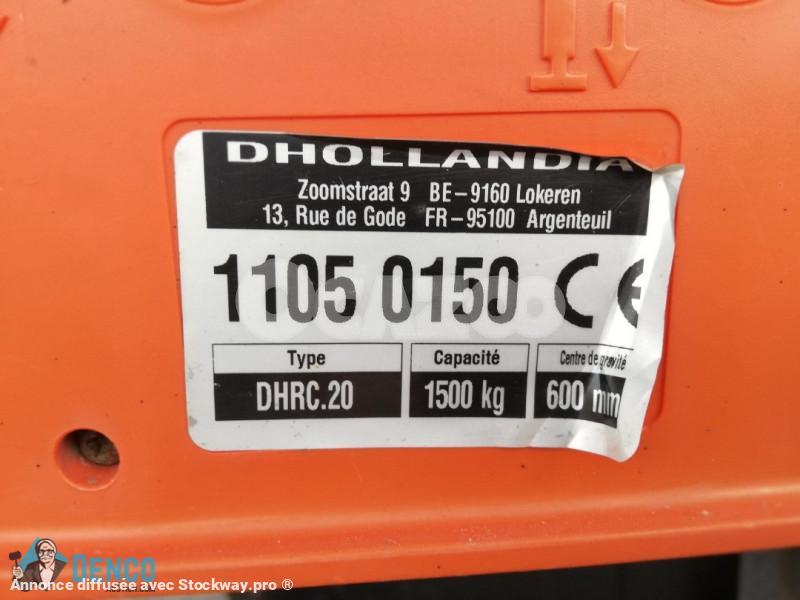 DHOLLANDIA
Zoomstraat 9 BE-9160 Lokeren
13, Rue de Gode FR-95100 Argenteuil
1105 0150 CE
Type Capacité Centre de gravité
DHRC.20 1500 kg 600 mm
DENCO
Annonce diffusée avec Stockway.pro ®